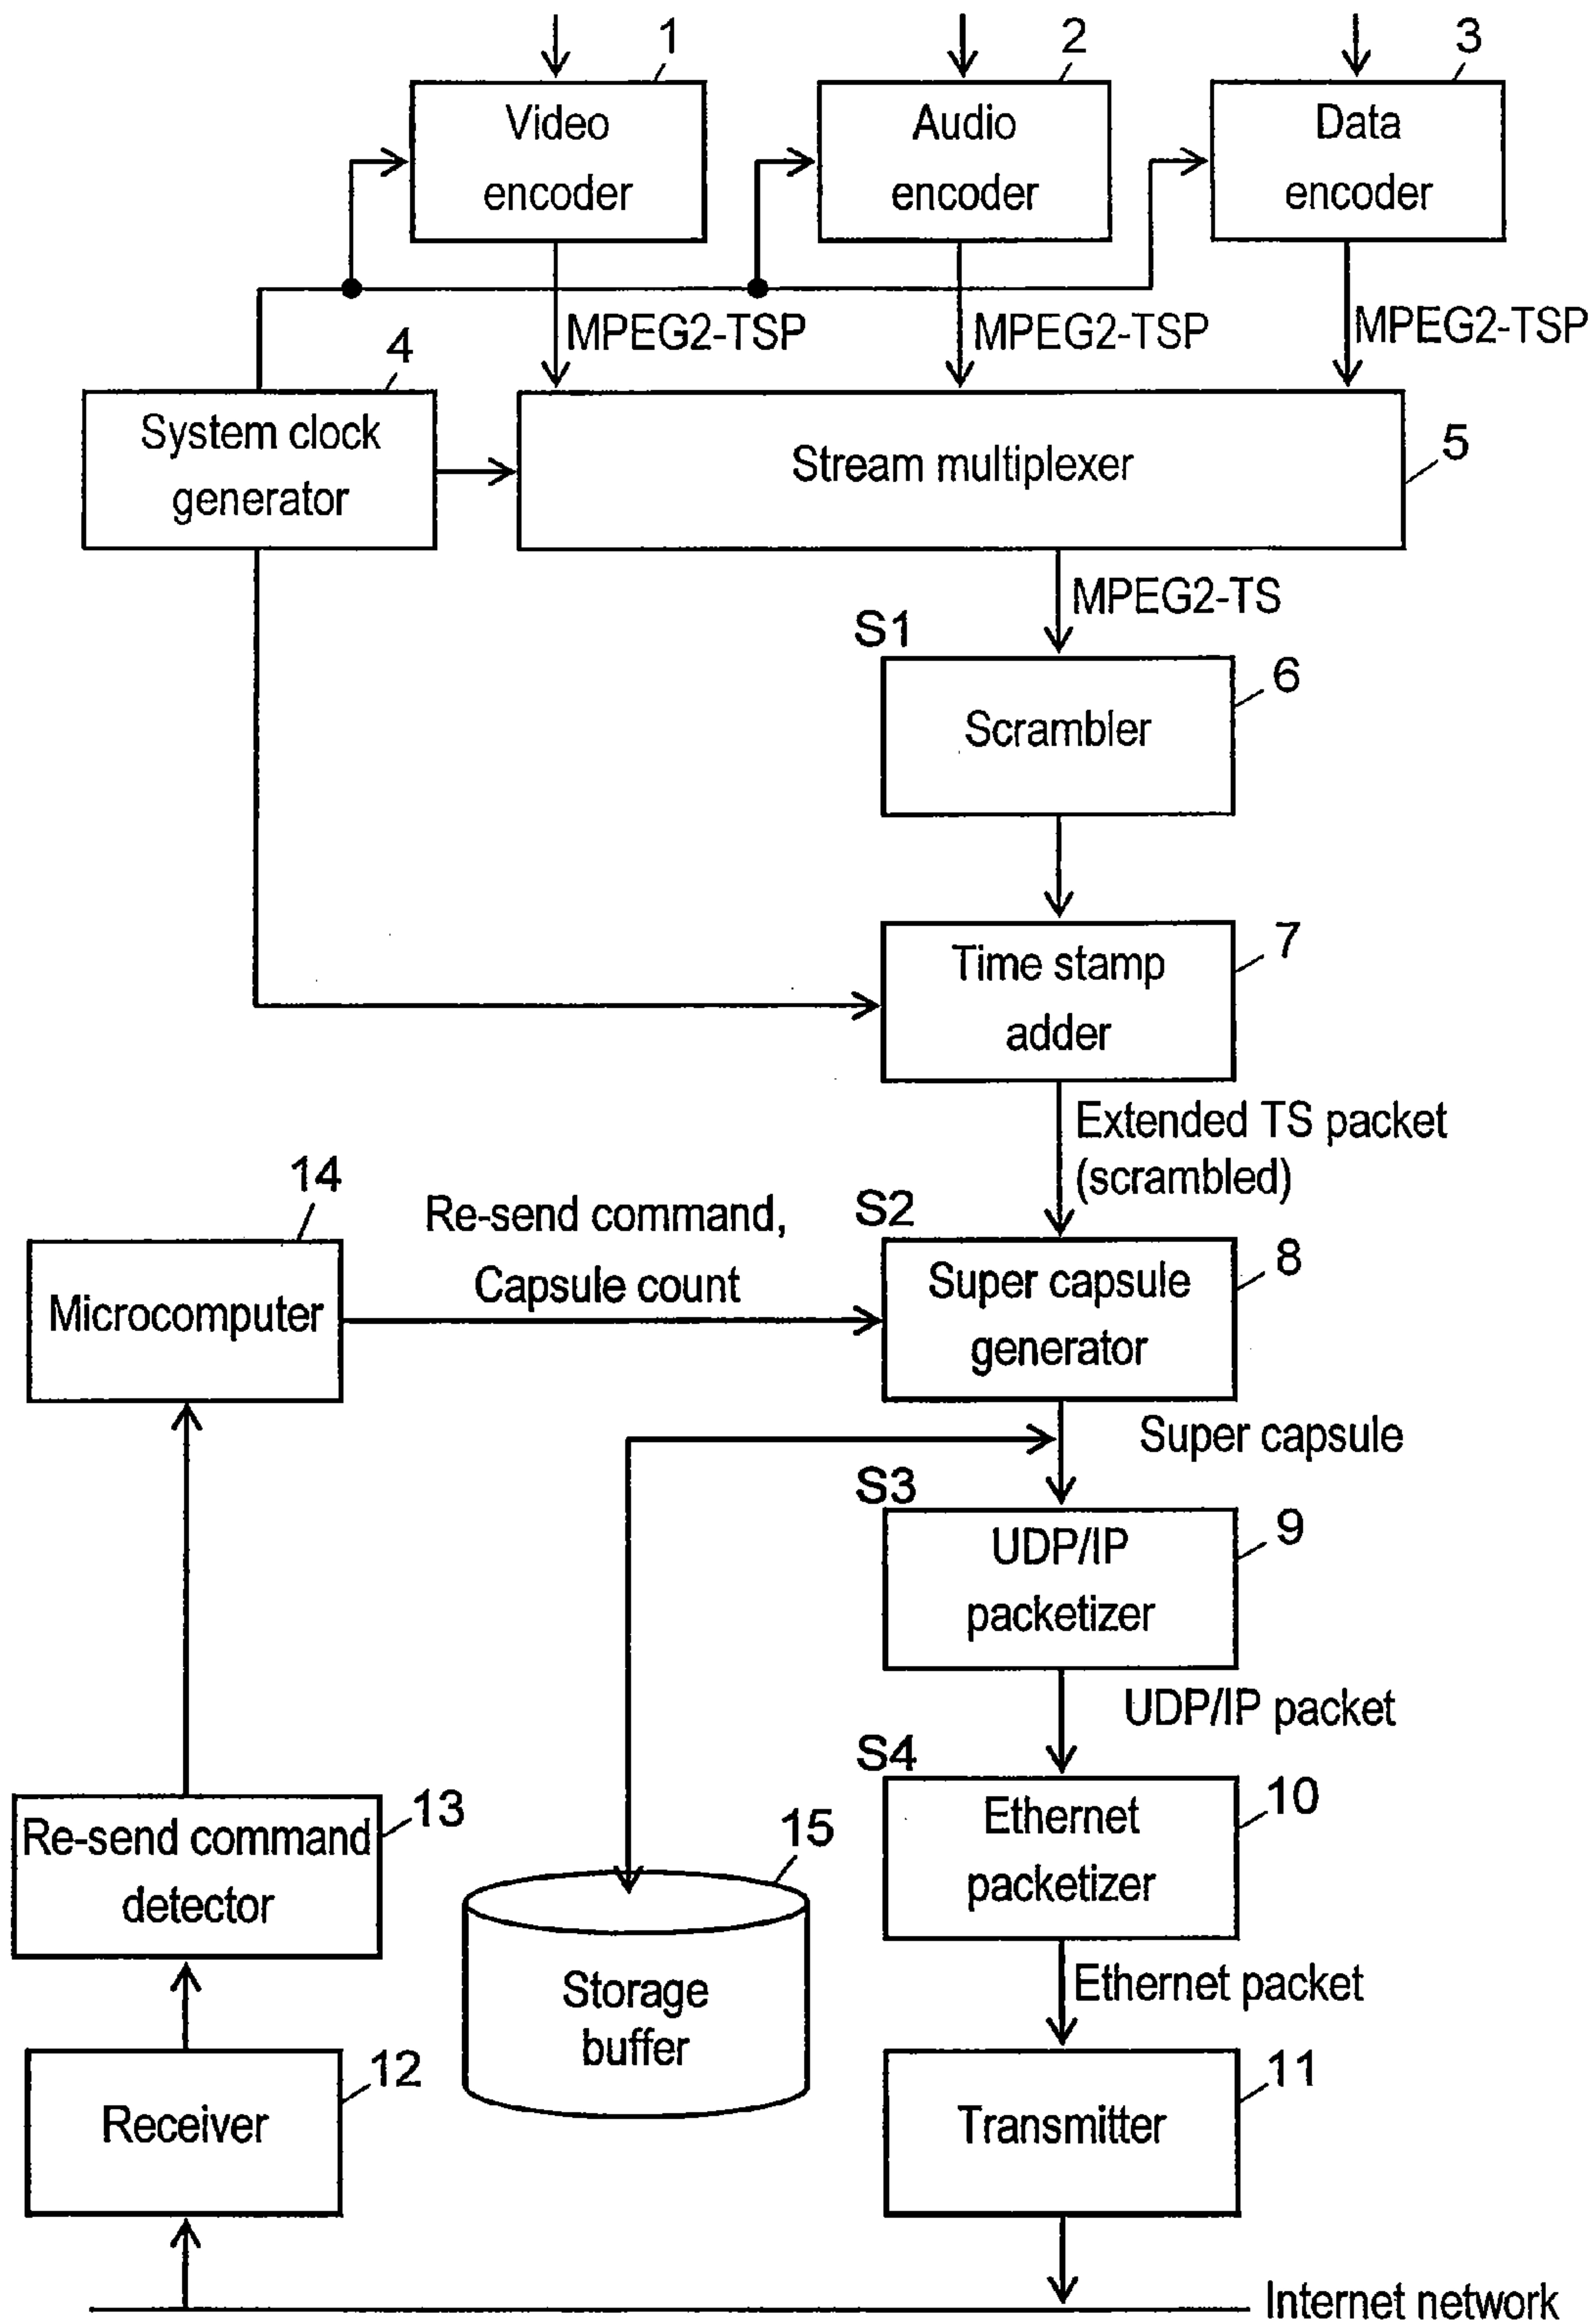 1
2
3
Video
encoder
Audio
encoder
Data
encoder
MPEG2-TSP
MPEG2-TSP
MPEG2-TSP
4
System clock
generator
Stream multiplexer
5
MPEG2-TS
S1
6
Scrambler
7
Time stamp
adder
Extended TS packet
(scrambled)
14
Re-send command,
Capsule count
S2
8
Microcomputer
Super capsule
generator
Super capsule
S3
9
UDP/IP
packetizer
UDP/IP packet
S4
10
Ethernet
packetizer
13
Re-send command
detector
15
Storage
buffer
Ethernet packet
12
Receiver
11
Transmitter
Internet network